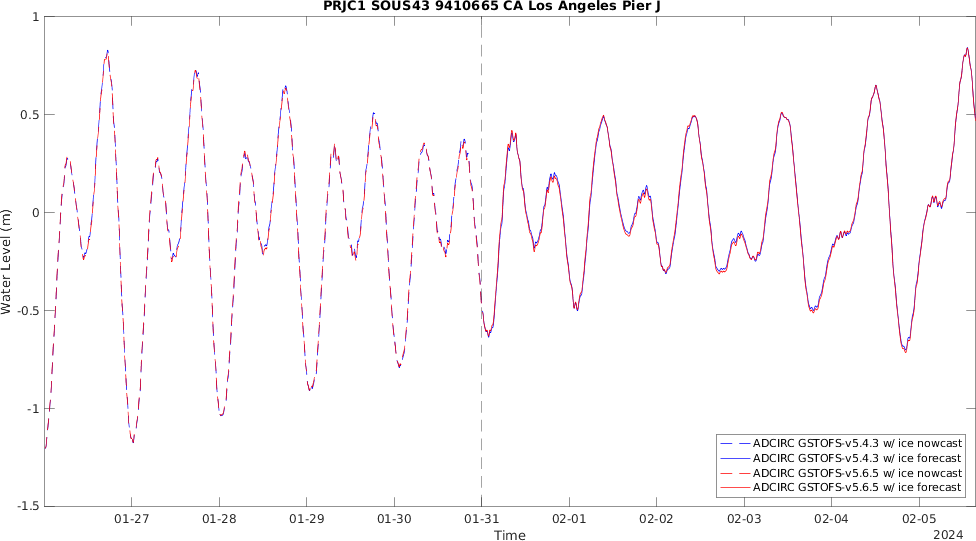 PRJC1 SOUS43 9410665 CA Los Angeles Pier J
1
0.5
0
-0.5
-1
-1.5
Water Level (m)
ADCIRC GSTOFS-v5.4.3 w/ ice nowcast
ADCIRC GSTOFS-v5.4.3 w/ ice forecast
ADCIRC GSTOFS-v5.6.5 w/ ice nowcast
ADCIRC GSTOFS-v5.6.5 w/ ice forecast
01-27 01-28 01-29 01-30 01-31 02-01 02-02 02-03 02-04 02-05
Time
2024